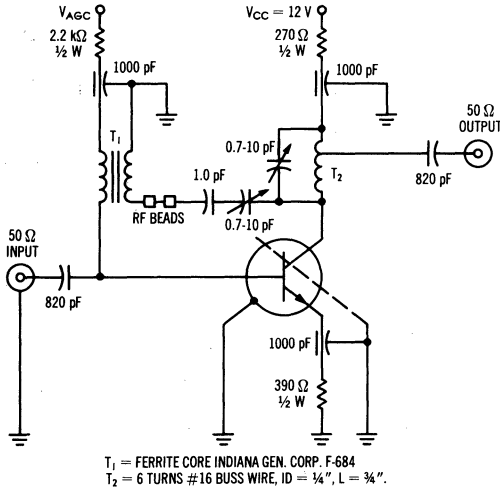 V_AGC
2.2 kΩ
½ W
1000 pF
T₁
RF BEADS
1.0 pF
0.7-10 pF
0.7-10 pF
V_CC = 12 V
270 Ω
½ W
1000 pF
T₂
50 Ω
OUTPUT
820 pF
50 Ω
INPUT
820 pF
1000 pF
390 Ω
½ W
T₁ = FERRITE CORE INDIANA GEN. CORP. F-684
T₂ = 6 TURNS #16 BUSS WIRE, ID = ¼", L = ¾".